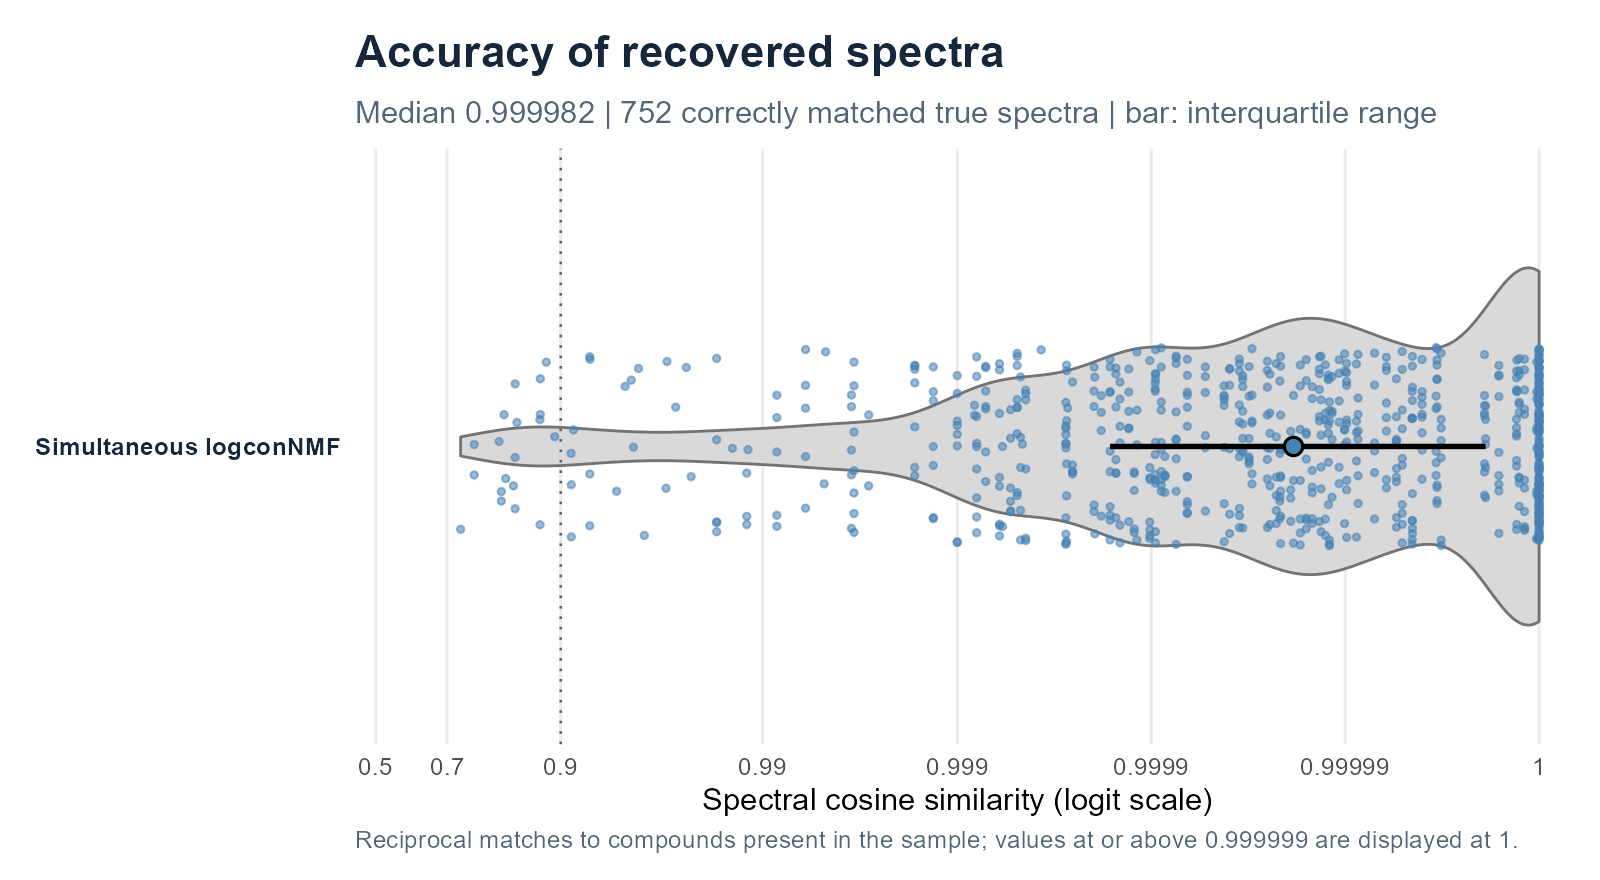 Accuracy of recovered spectra
Median 0.999982 | 752 correctly matched true spectra | bar: interquartile range
Simultaneous logconNMF
0.5 0.7 0.9 0.99 0.999 0.9999 0.99999 1
Spectral cosine similarity (logit scale)
Reciprocal matches to compounds present in the sample; values at or above 0.999999 are displayed at 1.